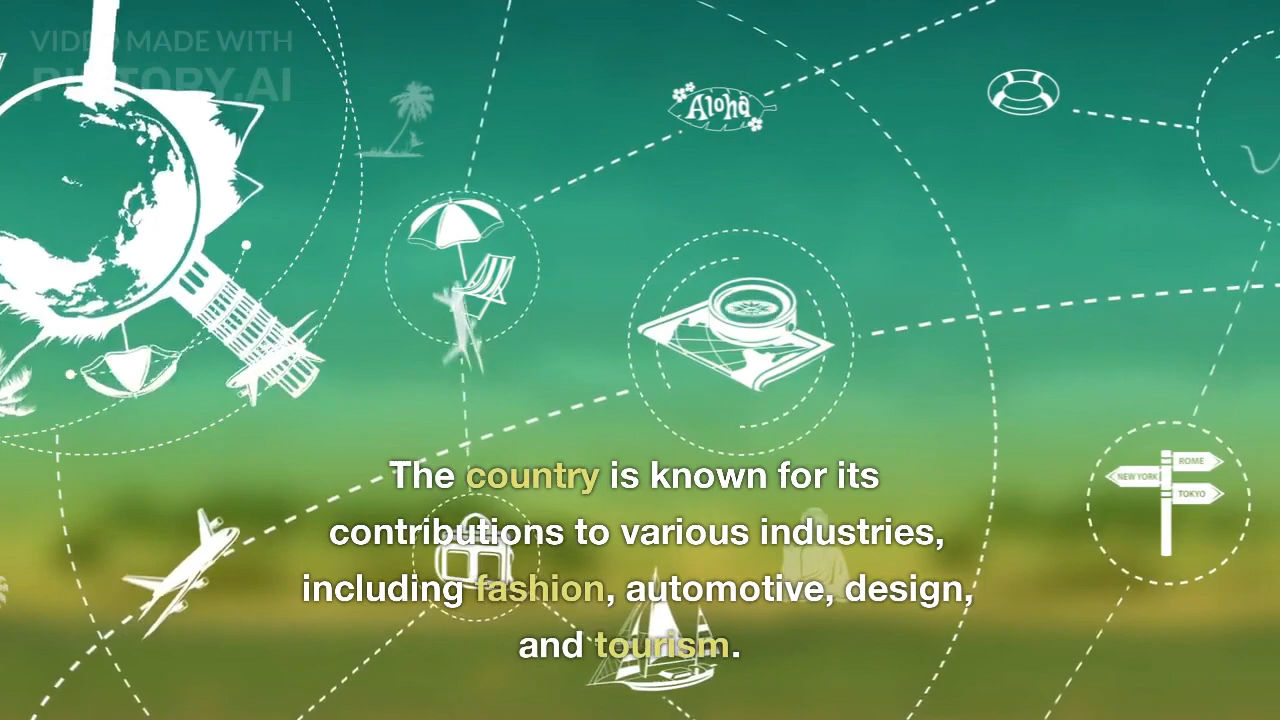 VIDEO MADE WITH
PICTORY.AI
Aloha
ROME
NEW YORK
TOKYO
The country is known for its
contributions to various industries,
including fashion, automotive, design,
and tourism.